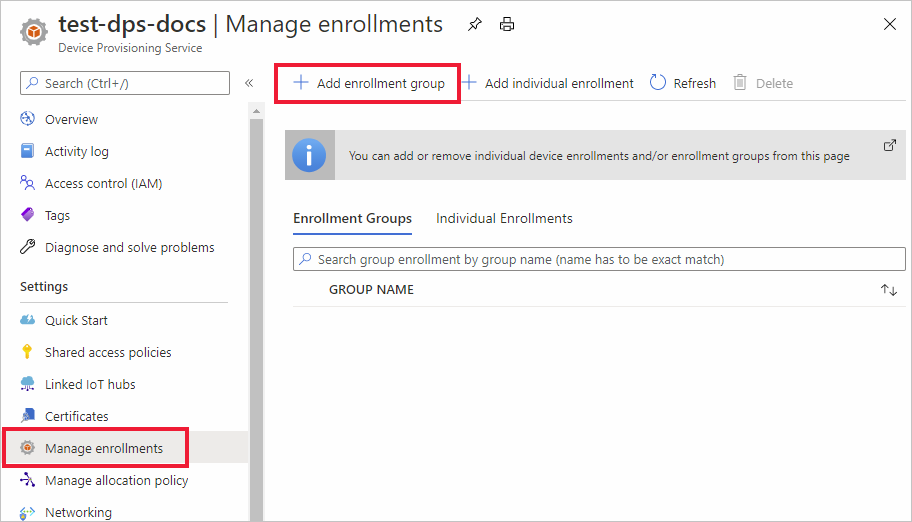 test-dps-docs | Manage enrollments
Device Provisioning Service
Search (Ctrl+/)
«
Add enrollment group
Add individual enrollment
Refresh
Delete
Overview
Activity log
Access control (IAM)
Tags
Diagnose and solve problems
Settings
Quick Start
Shared access policies
Linked IoT hubs
Certificates
Manage enrollments
Manage allocation policy
Networking
You can add or remove individual device enrollments and/or enrollment groups from this page
Enrollment Groups
Individual Enrollments
Search group enrollment by group name (name has to be exact match)
GROUP NAME